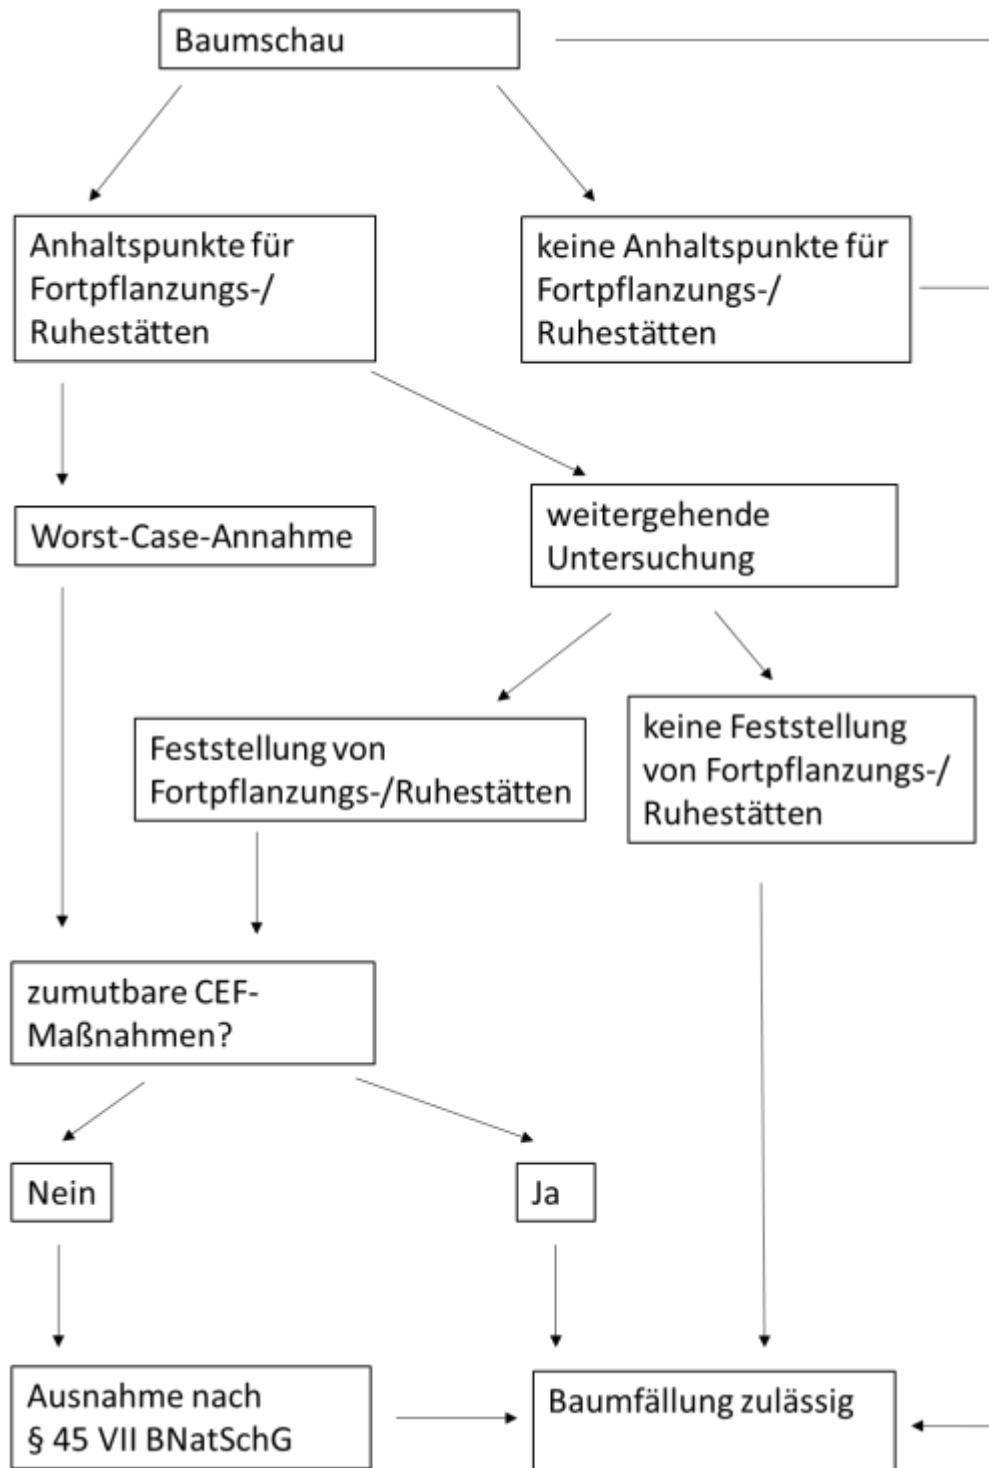 Baumschau
Anhaltspunkte für
Fortpflanzungs-/
Ruhestätten
keine Anhaltspunkte für
Fortpflanzungs-/
Ruhestätten
Worst-Case-Annahme
weitergehende
Untersuchung
Feststellung von
Fortpflanzungs-/Ruhestätten
keine Feststellung
von Fortpflanzungs-/
Ruhestätten
zumutbare CEF-
Maßnahmen?
Nein
Ja
Ausnahme nach
§ 45 VII BNatSchG
Baumfällung zulässig